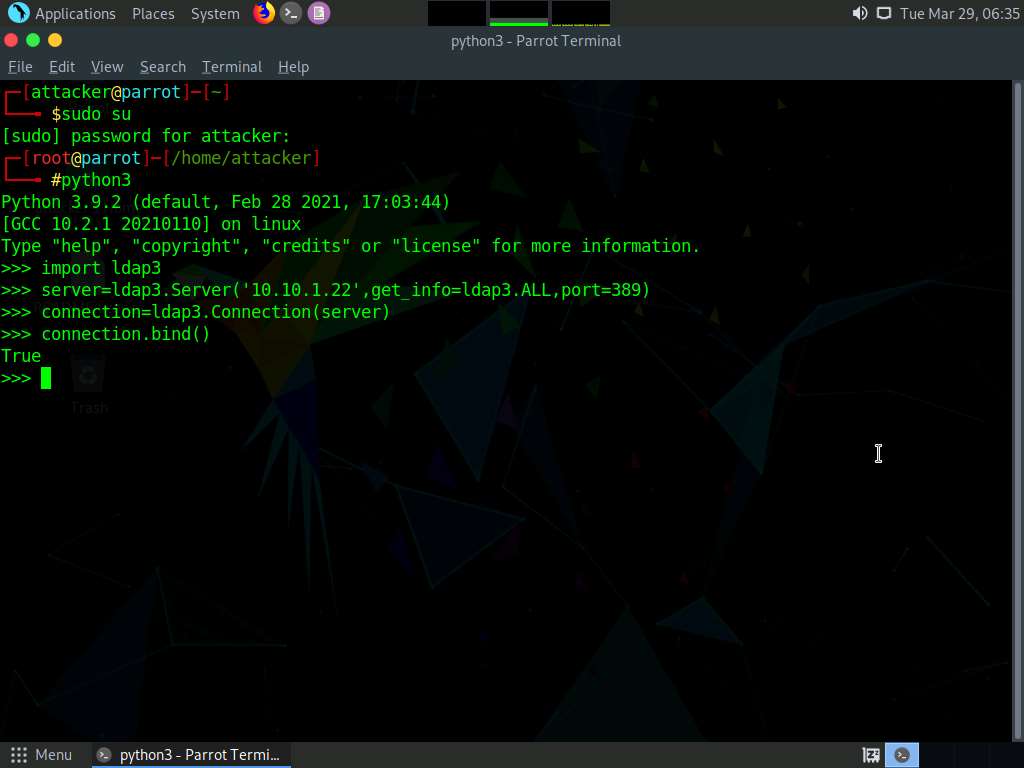 Applications Places System Tue Mar 29, 06:35
python3 - Parrot Terminal
File Edit View Search Terminal Help
┌─[attacker@parrot]─[~]
└──╼ $sudo su
[sudo] password for attacker:
┌─[root@parrot]─[/home/attacker]
└──╼ #python3
Python 3.9.2 (default, Feb 28 2021, 17:03:44)
[GCC 10.2.1 20210110] on linux
Type "help", "copyright", "credits" or "license" for more information.
>>> import ldap3
>>> server=ldap3.Server('10.10.1.22',get_info=ldap3.ALL,port=389)
>>> connection=ldap3.Connection(server)
>>> connection.bind()
True
>>>
Trash
Menu python3 - Parrot Termi...